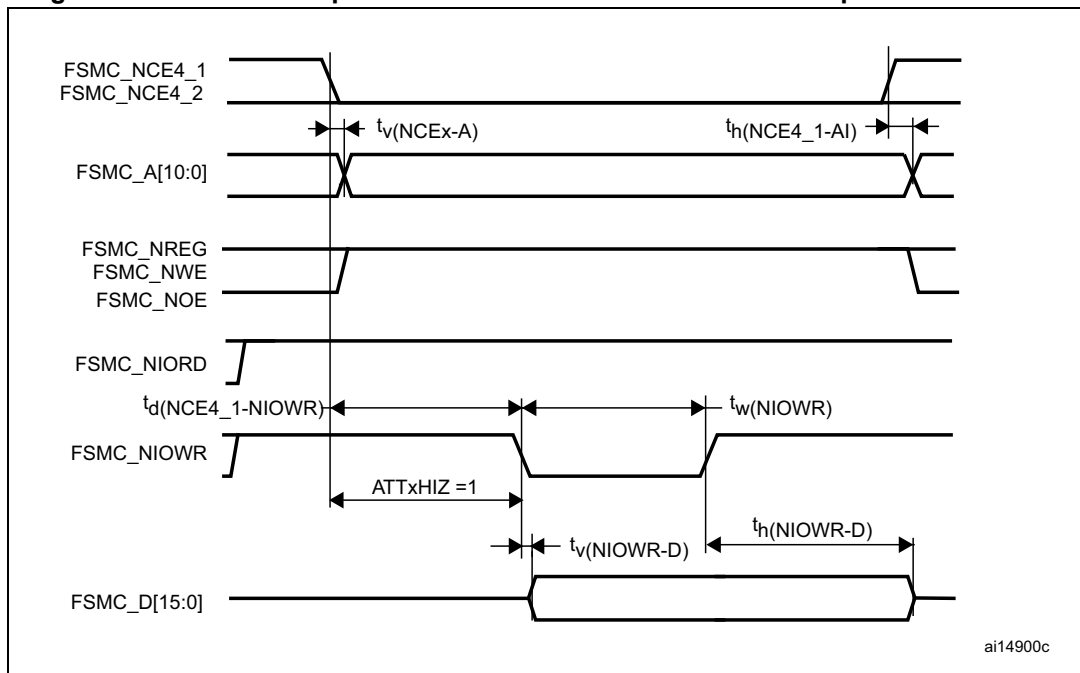 FSMC_NCE4_1
FSMC_NCE4_2
tv(NCEx-A)
th(NCE4_1-AI)
FSMC_A[10:0]
FSMC_NREG
FSMC_NWE
FSMC_NOE
FSMC_NIORD
td(NCE4_1-NIOWR)
tw(NIOWR)
FSMC_NIOWR
ATTxHIZ =1
th(NIOWR-D)
tv(NIOWR-D)
FSMC_D[15:0]
ai14900c